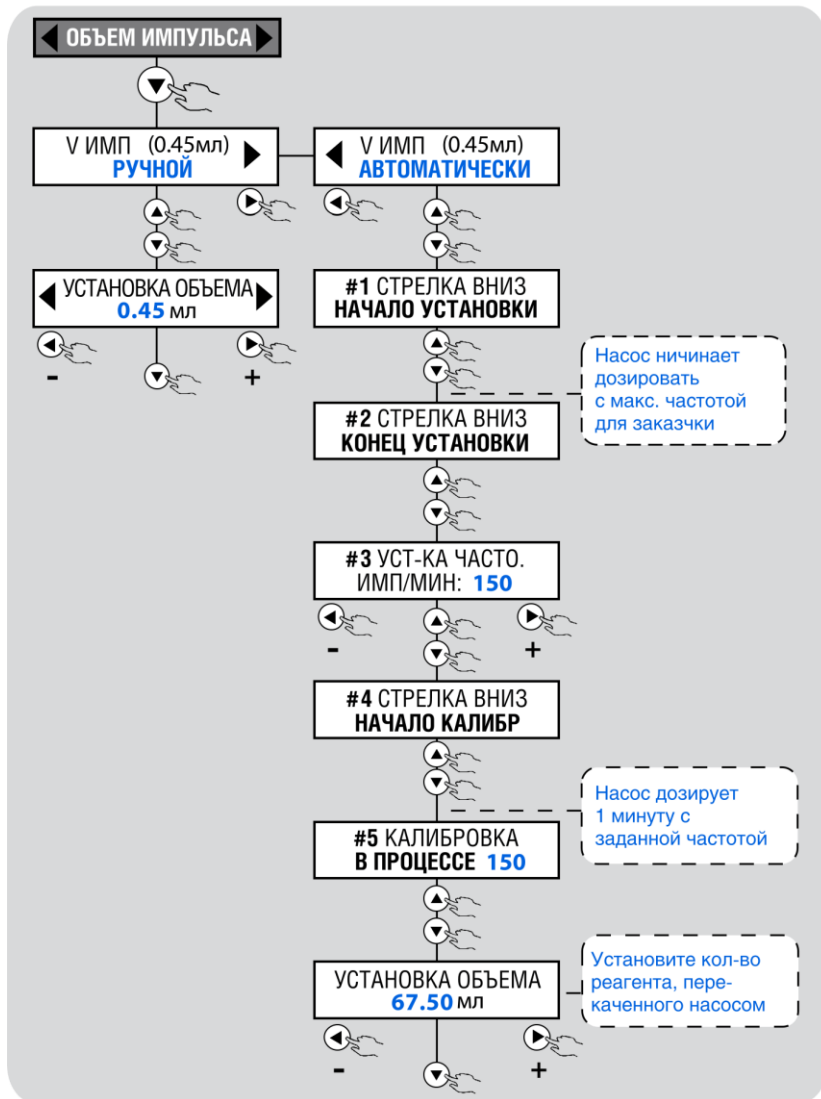 ОБЪЕМ ИМПУЛЬСА
V ИМП (0.45мл)
РУЧНОЙ
V ИМП (0.45мл)
АВТОМАТИЧЕСКИ
УСТАНОВКА ОБЪЕМА
0.45 мл
- +
#1 СТРЕЛКА ВНИЗ
НАЧАЛО УСТАНОВКИ
Насос ничинает
дозировать
с макс. частотой
для заказчки
#2 СТРЕЛКА ВНИЗ
КОНЕЦ УСТАНОВКИ
#3 УСТ-КА ЧАСТО.
ИМП/МИН: 150
- +
#4 СТРЕЛКА ВНИЗ
НАЧАЛО КАЛИБР
Насос дозирует
1 минуту с
заданной частотой
#5 КАЛИБРОВКА
В ПРОЦЕССЕ 150
УСТАНОВКА ОБЪЕМА
67.50 мл
Установите кол-во
реагента, пере-
каченного насосом
- +